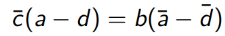 c̄(a − d) = b(ā − d̄)